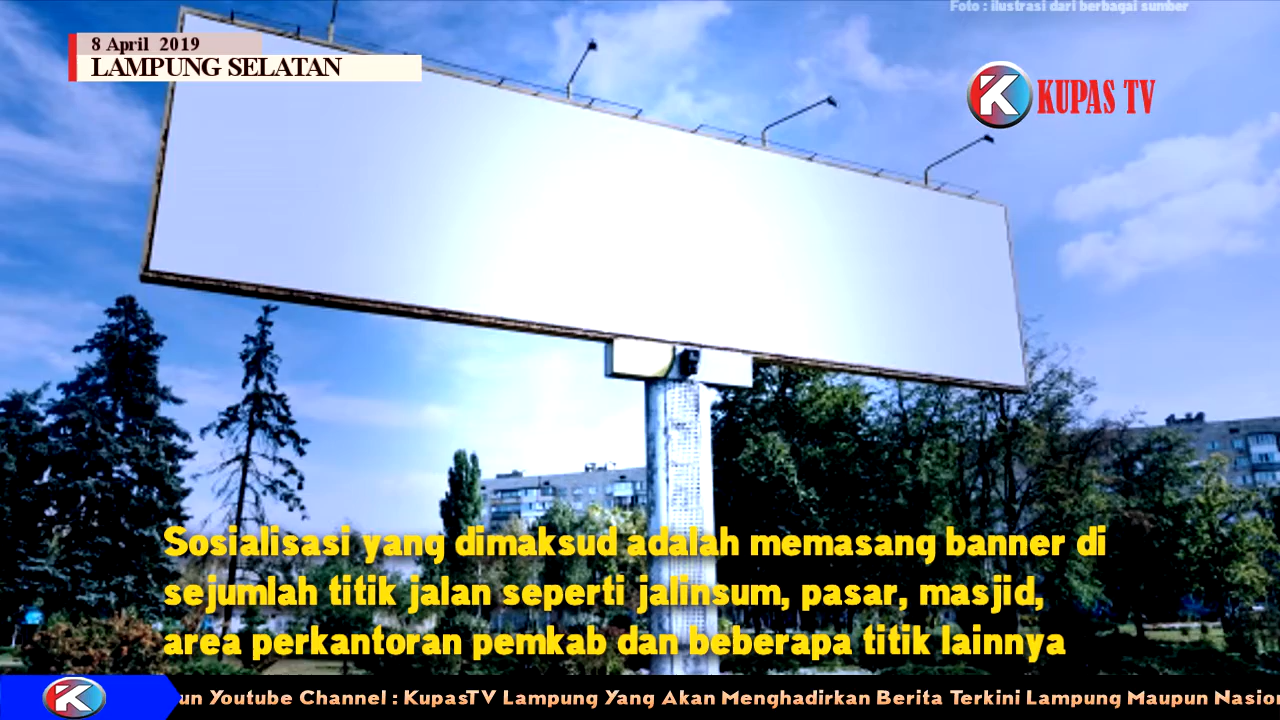 Foto : ilustrasi dari berbagai sumber
8 April 2019
LAMPUNG SELATAN
KUPAS TV
Sosialisasi yang dimaksud adalah memasang banner di
sejumlah titik jalan seperti jalinsum, pasar, masjid,
area perkantoran pemkab dan beberapa titik lainnya
un Youtube Channel : KupasTV Lampung Yang Akan Menghadirkan Berita Terkini Lampung Maupun Nasio